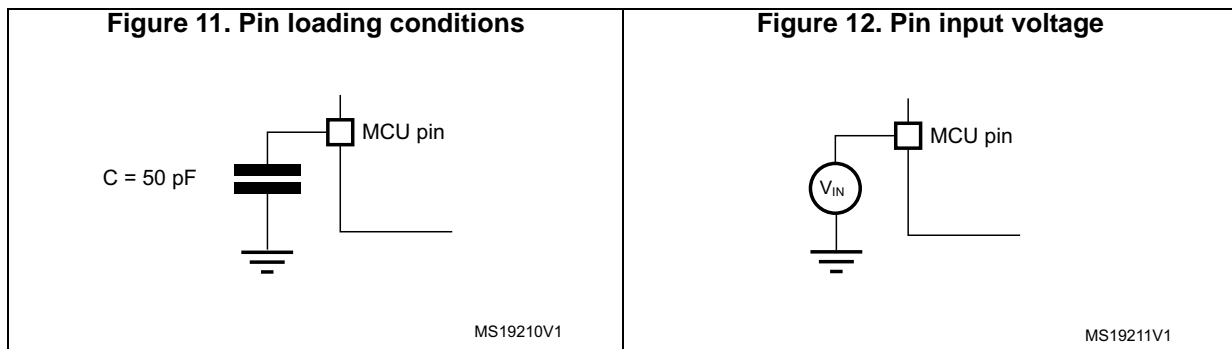 Figure 11. Pin loading conditions
MCU pin
C = 50 pF
MS19210V1
Figure 12. Pin input voltage
MCU pin
VIN
MS19211V1